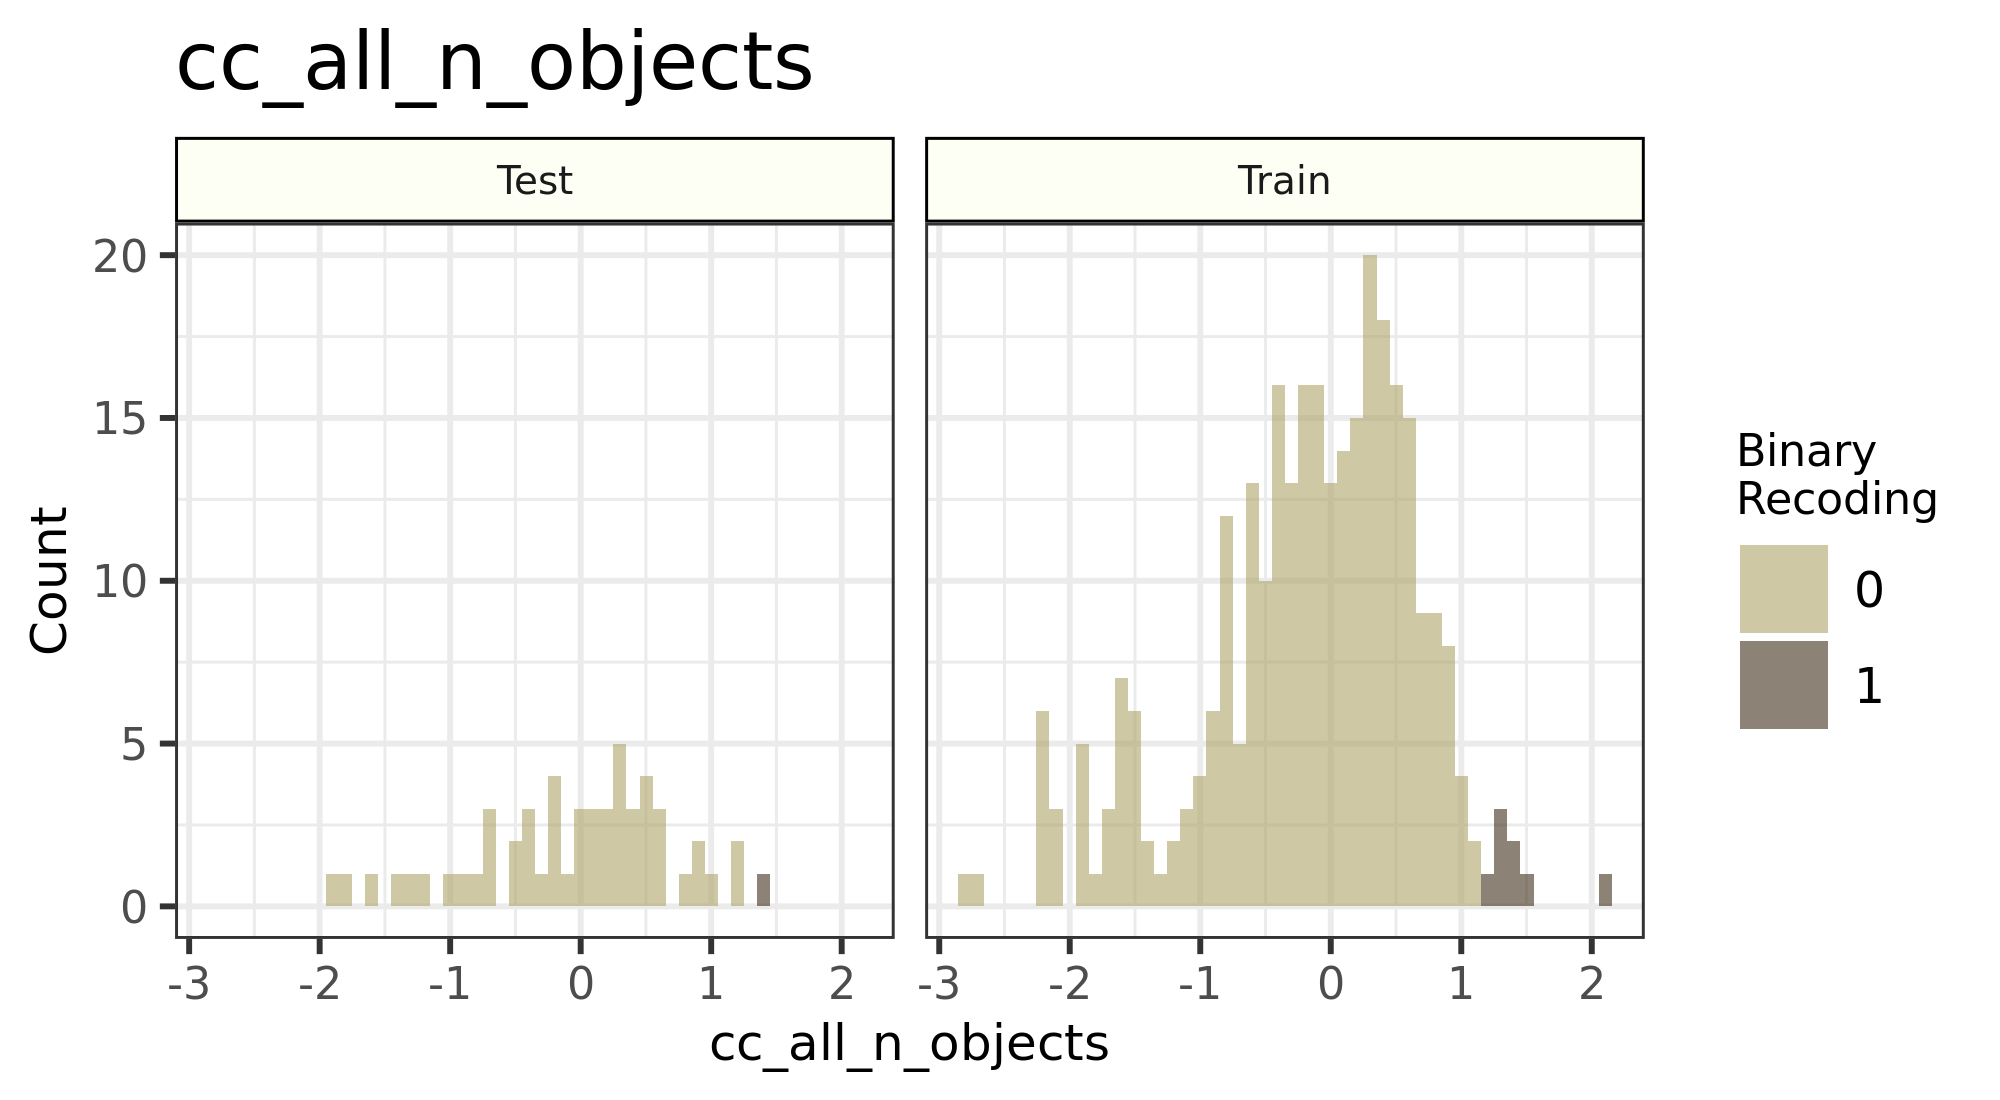 cc_all_n_objects
Test
Train
20
15
10
5
0
Count
-3 -2 -1 0 1 2
-3 -2 -1 0 1 2
cc_all_n_objects
Binary
Recoding
0
1